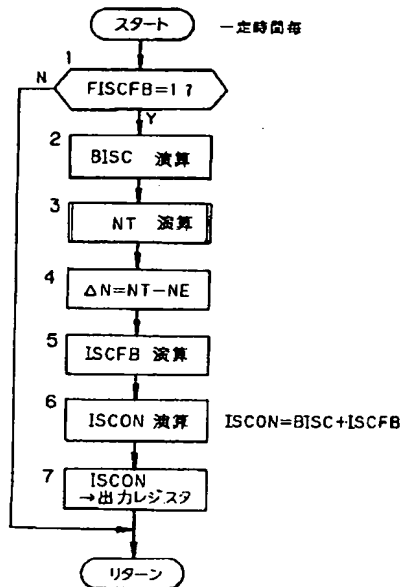 スタート
一定時間毎
1
N
FISCFB=1?
Y
2
BISC 演算
3
NT 演算
4
ΔN=NT-NE
5
ISCFB 演算
6
ISCON 演算
ISCON=BISC+ISCFB
7
ISCON
→出力レジスタ
リターン